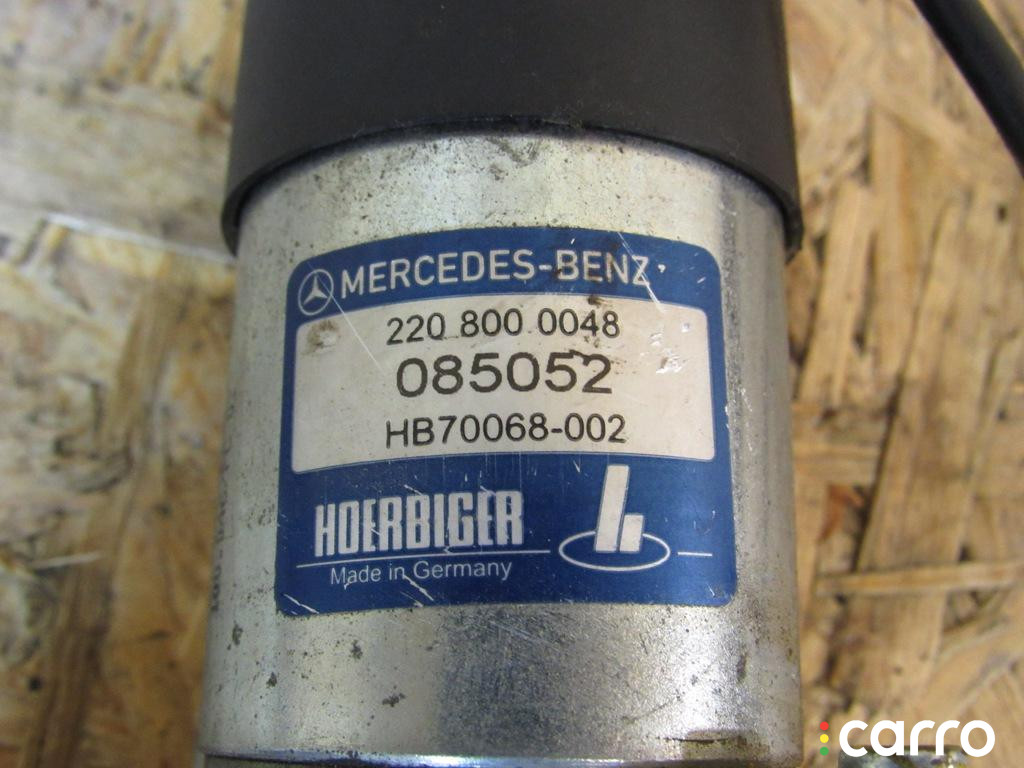 MERCEDES-BENZ
220 800 0048
085052
HB70068-002
HOERBIGER
Made in Germany
carro